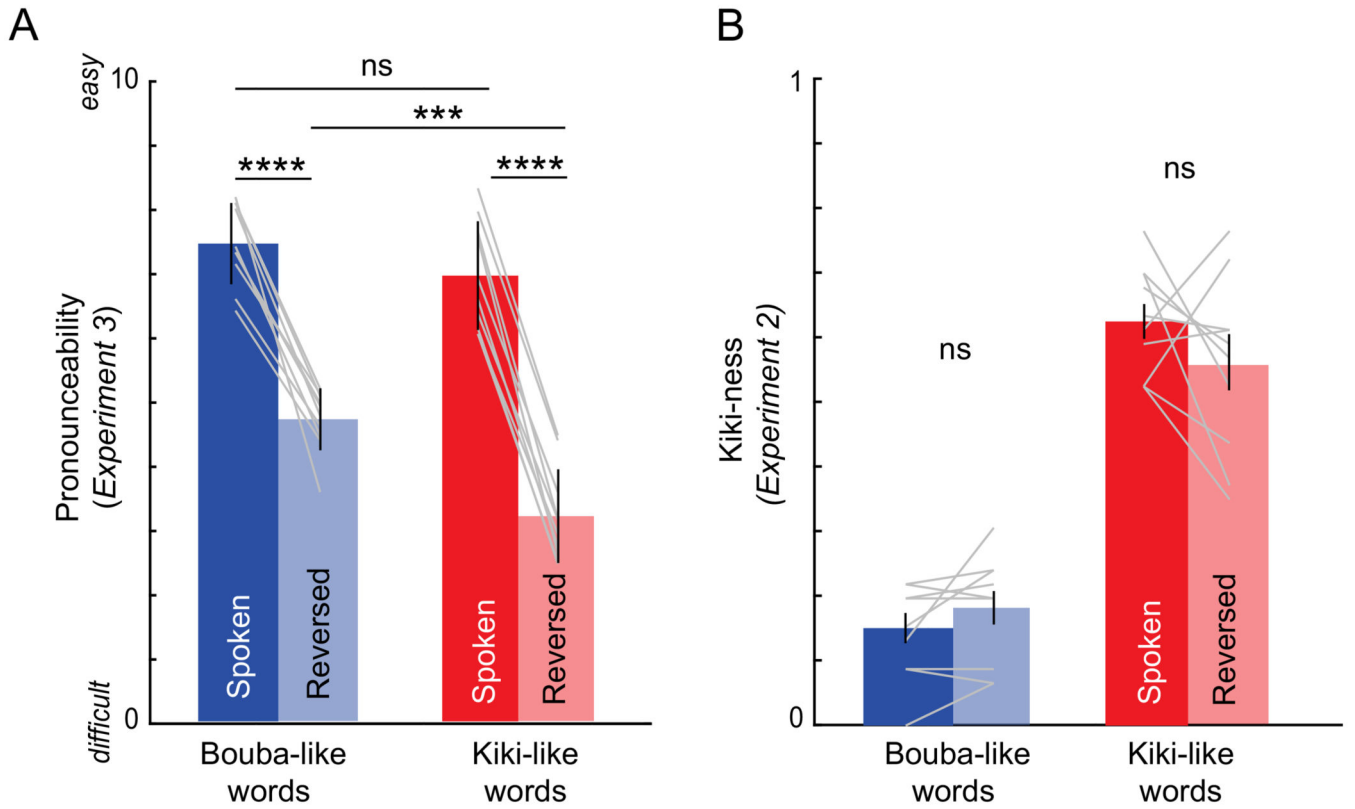 A
easy
10
ns
***
****
****
Pronounceability
(Experiment 3)
Spoken
Reversed
Spoken
Reversed
0
difficult
Bouba-like
words
Kiki-like
words
B
1
ns
ns
Kiki-ness
(Experiment 2)
Spoken
Reversed
0
Bouba-like
words
Kiki-like
words